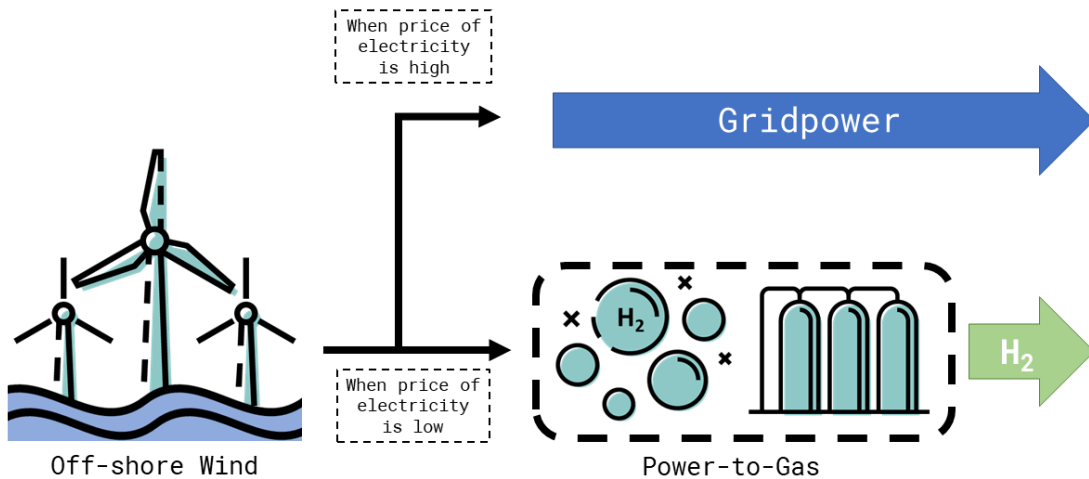 When price of
electricity
is high
Gridpower
H₂
H₂
When price of
electricity
is low
Off-shore Wind
Power-to-Gas